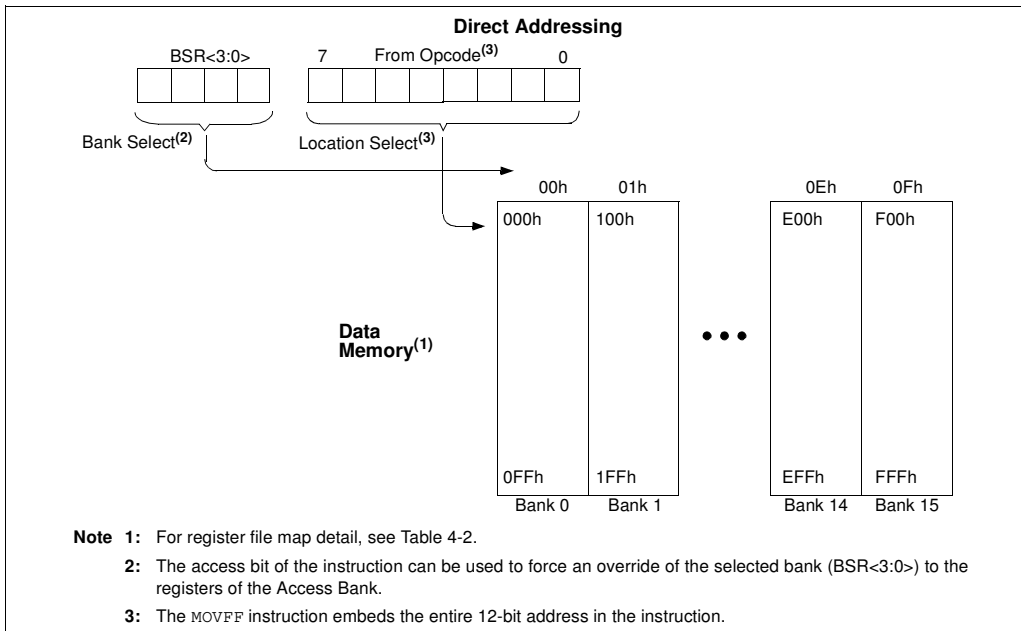 Direct Addressing
BSR<3:0> 7 From Opcode(3) 0
Bank Select(2) Location Select(3)
00h 01h 0Eh 0Fh
000h 100h E00h F00h
Data
Memory(1)
0FFh 1FFh EFFh FFFh
Bank 0 Bank 1 Bank 14 Bank 15
Note 1: For register file map detail, see Table 4-2.
2: The access bit of the instruction can be used to force an override of the selected bank (BSR<3:0>) to the
registers of the Access Bank.
3: The MOVFF instruction embeds the entire 12-bit address in the instruction.